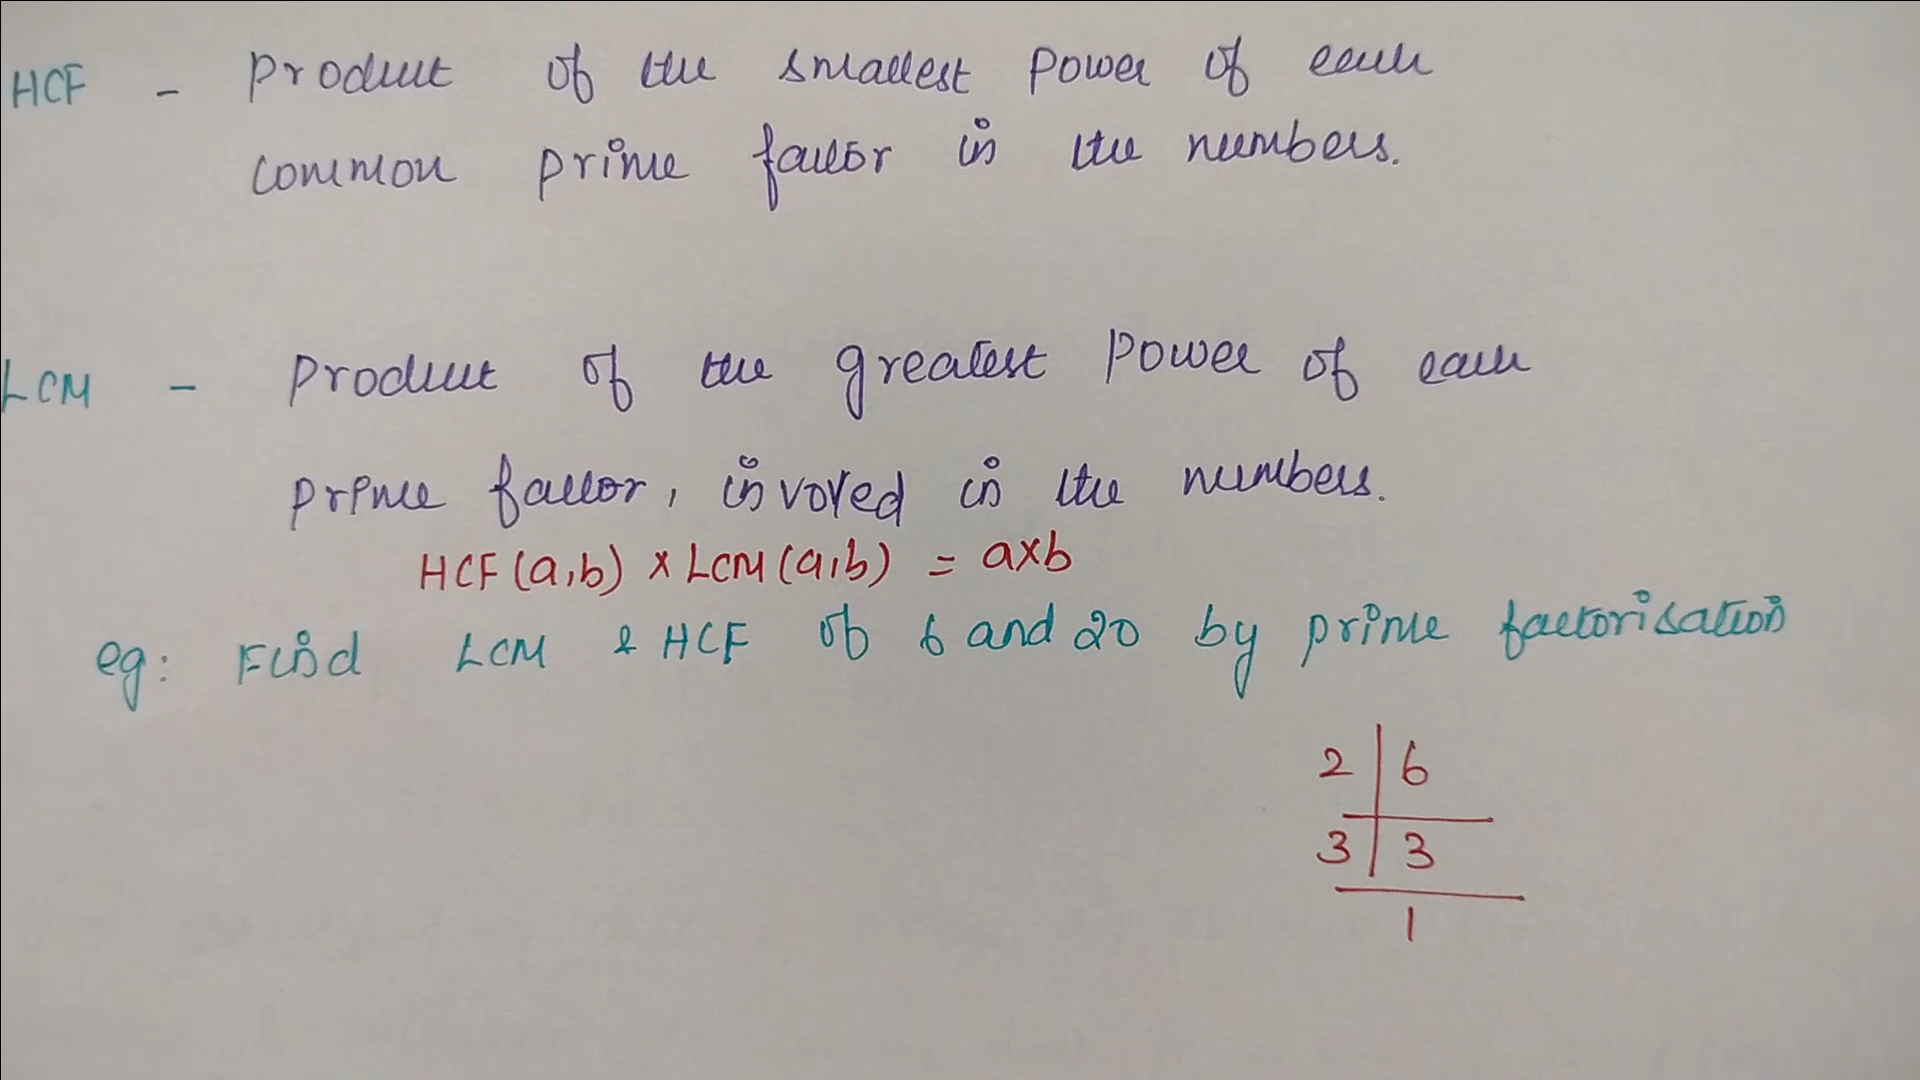 HCF - Product of the smallest Power of each
common prime factor in the numbers.
LCM - Product of the greatest Power of each
prime factor, invoved in the numbers.
HCF (a,b) x LCM (a,b) = axb
eg: Find LCM & HCF of 6 and 20 by prime factorisation
2 | 6
3 | 3
1